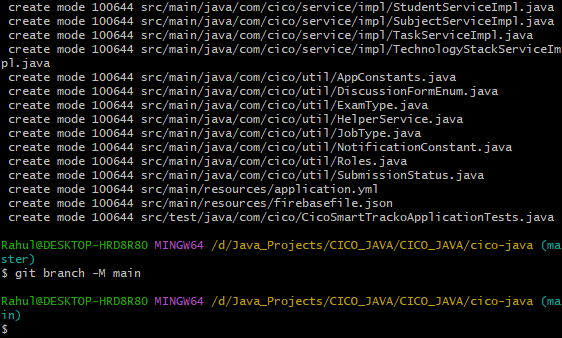 create mode 100644 src/main/java/com/cico/service/impl/StudentServiceImpl.java
create mode 100644 src/main/java/com/cico/service/impl/SubjectServiceImpl.java
create mode 100644 src/main/java/com/cico/service/impl/TaskServiceImpl.java
create mode 100644 src/main/java/com/cico/service/impl/TechnologyStackServiceIm
pl.java
create mode 100644 src/main/java/com/cico/util/AppConstants.java
create mode 100644 src/main/java/com/cico/util/DiscussionFormEnum.java
create mode 100644 src/main/java/com/cico/util/ExamType.java
create mode 100644 src/main/java/com/cico/util/HelperService.java
create mode 100644 src/main/java/com/cico/util/JobType.java
create mode 100644 src/main/java/com/cico/util/NotificationConstant.java
create mode 100644 src/main/java/com/cico/util/Roles.java
create mode 100644 src/main/java/com/cico/util/SubmissionStatus.java
create mode 100644 src/main/resources/application.yml
create mode 100644 src/main/resources/firebasefile.json
create mode 100644 src/test/java/com/cico/CicoSmartTrackoApplicationTests.java
Rahul@DESKTOP-HRD8R8O MINGW64 /d/Java_Projects/CICO_JAVA/CICO_JAVA/cico-java (ma
ster)
$ git branch -M main
Rahul@DESKTOP-HRD8R8O MINGW64 /d/Java_Projects/CICO_JAVA/CICO_JAVA/cico-java (ma
in)
$